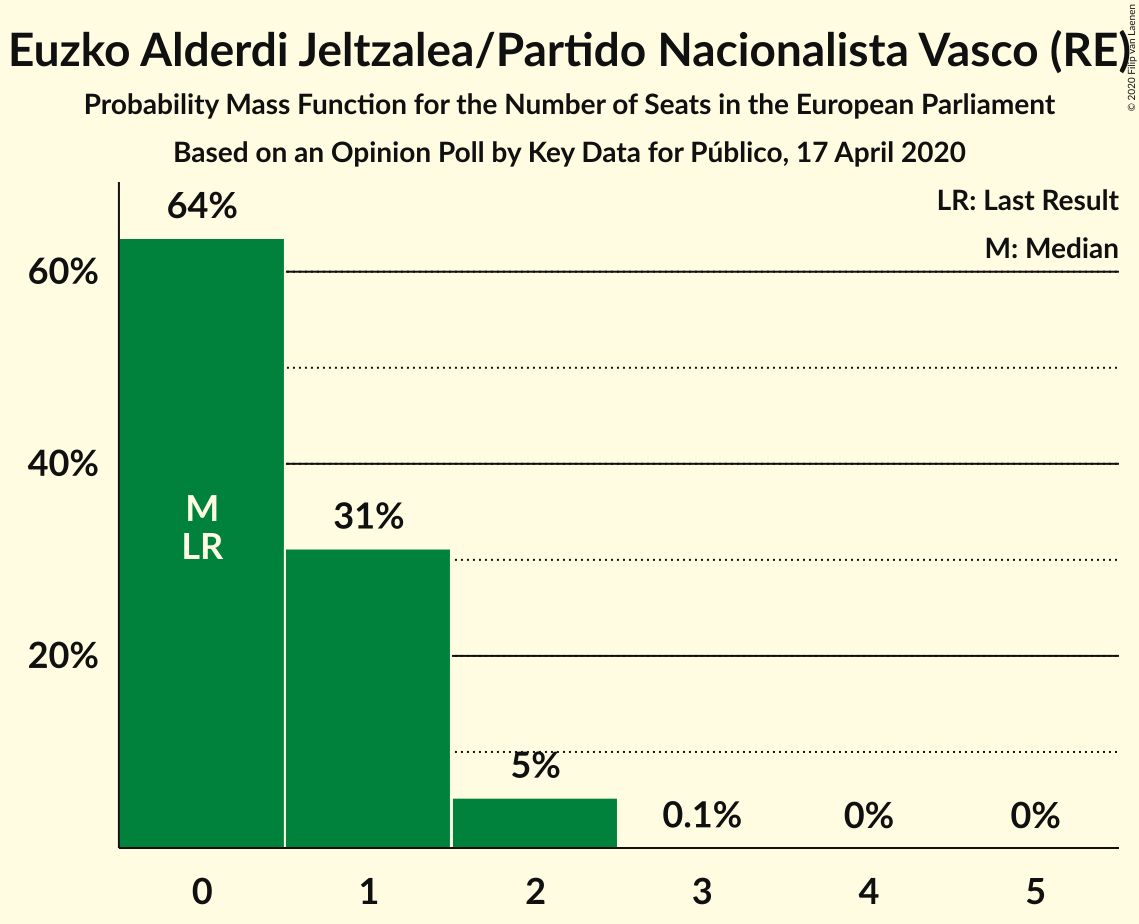 Euzko Alderdi Jeltzalea/Partido Nacionalista Vasco (RE)
© 2020 Filip van Laenen
Probability Mass Function for the Number of Seats in the European Parliament
Based on an Opinion Poll by Key Data for Público, 17 April 2020
LR: Last Result
M: Median
64%
60%
40%
M
LR
31%
20%
5%
0.1%
0%
0%
0
1
2
3
4
5